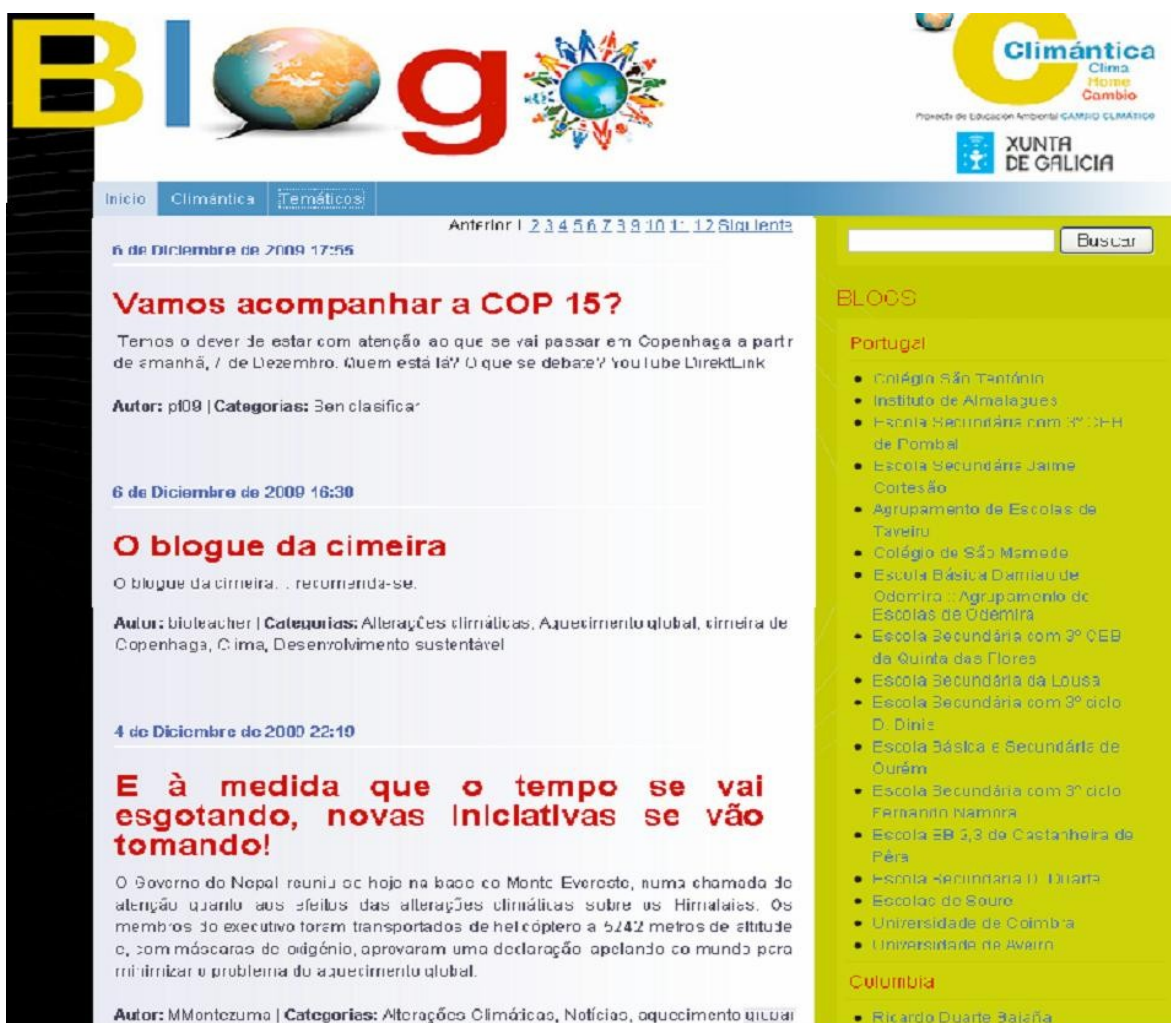 Blog
Climántica
Clima
Home
Cambio
Proxecto de Educación Ambiental CAMBIO CLIMÁTICO
XUNTA
DE GALICIA
Inicio Climántica Temáticos
Anterior 1 2 3 4 5 6 7 8 9 10 11 12 Siguiente
6 de Diciembre de 2009 17:55
Vamos acompanhar a COP 15?
Temos o dever de estar com atenção ao que se vai passar em Copenhaga a partir
de amanhã, 7 de Dezembro. Quem está lá? O que se debate? YouTube DirektLink
Autor: pf09 | Categorias: Sen clasificar
6 de Diciembre de 2009 16:30
O blogue da cimeira
O blogue da cimeira... recomenda-se.
Autor: bioteacher | Categorias: Alterações climáticas, Aquecimento global, cimeira de
Copenhaga, Clima, Desenvolvimento sustentável
4 de Diciembre de 2009 22:19
E à medida que o tempo se vai
esgotando, novas iniciativas se vão
tomando!
O Governo do Nepal reuniu-se hoje na base do Monte Evereste, numa chamada de
atenção quanto aos efeitos das alterações climáticas sobre os Himalaias. Os
membros do executivo foram transportados de helicóptero a 5242 metros de altitude
e, com máscaras de oxigénio, aprovaram uma declaração apelando ao mundo para
minimizar o problema do aquecimento global.
Autor: MMontezuma | Categorias: Alterações Climáticas, Notícias, aquecimento global
Buscar
BLOGS
Portugal
Colégio São Teotónio
Instituto de Almalaguês
Escola Secundária com 3º CEB
de Pombal
Escola Secundária Jaime
Cortesão
Agrupamento de Escolas de
Taveiro
Colégio de São Mamede
Escola Básica Damião de
Odemira :: Agrupamento de
Escolas de Odemira
Escola Secundária com 3º CEB
da Quinta das Flores
Escola Secundária da Lousã
Escola Secundária com 3º ciclo
D. Dinis
Escola Básica e Secundária de
Ourém
Escola Secundária com 3º ciclo
Fernando Namora
Escola EB 2,3 de Castanheira de
Pêra
Escola Secundária D. Duarte
Escolas de Soure
Universidade de Coimbra
Universidade de Aveiro
Columbia
Ricardo Duarte